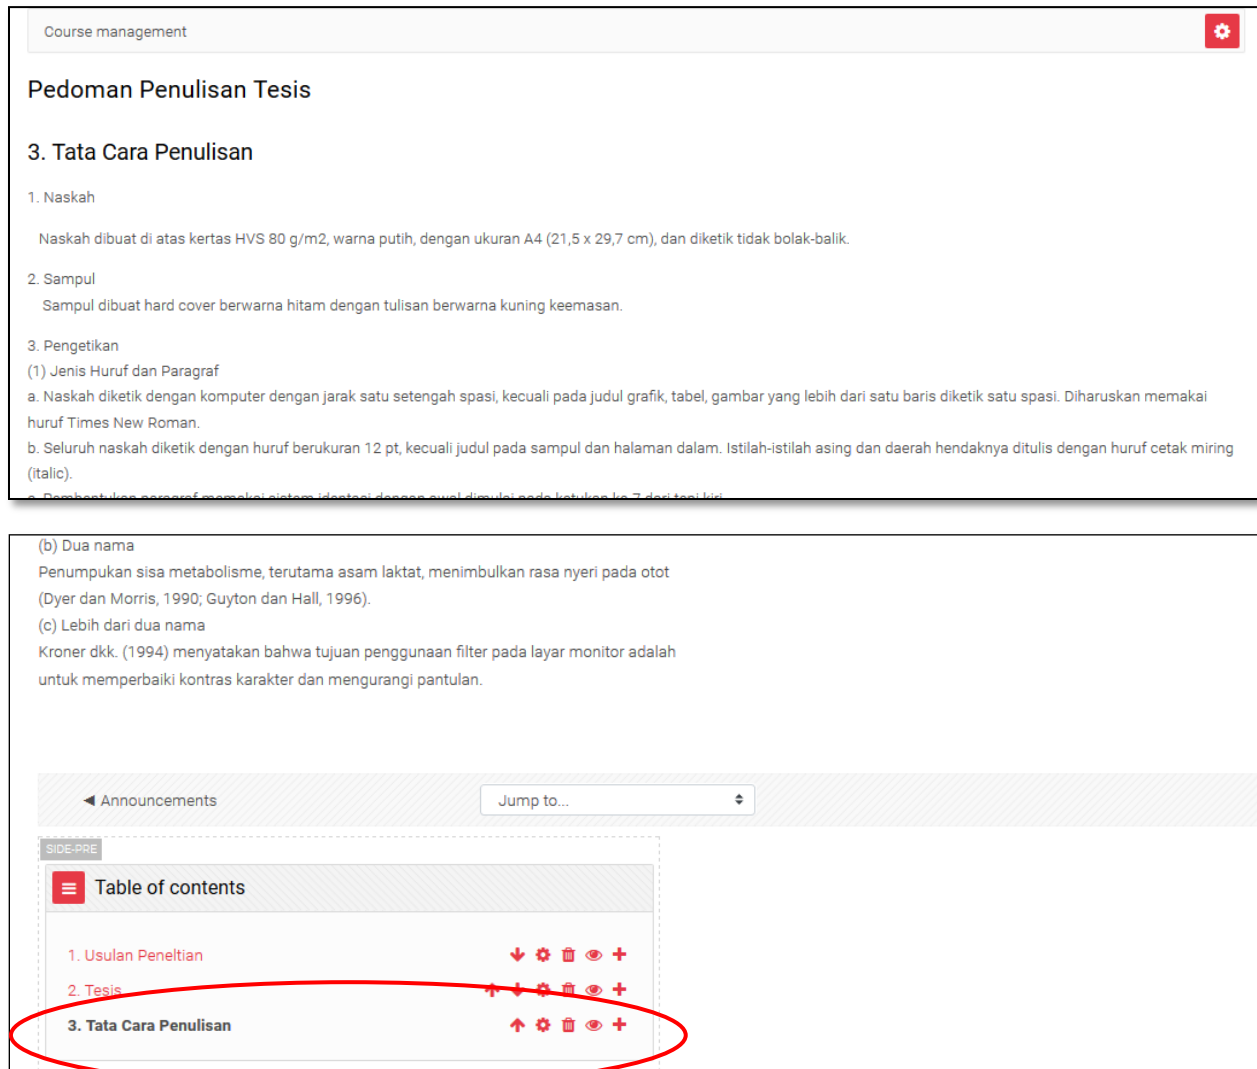 Course management
Pedoman Penulisan Tesis
3. Tata Cara Penulisan
1. Naskah
Naskah dibuat di atas kertas HVS 80 g/m2, warna putih, dengan ukuran A4 (21,5 x 29,7 cm), dan diketik tidak bolak-balik.
2. Sampul
Sampul dibuat hard cover berwarna hitam dengan tulisan berwarna kuning keemasan.
3. Pengetikan
(1) Jenis Huruf dan Paragraf
a. Naskah diketik dengan komputer dengan jarak satu setengah spasi, kecuali pada judul grafik, tabel, gambar yang lebih dari satu baris diketik satu spasi. Diharuskan memakai
huruf Times New Roman.
b. Seluruh naskah diketik dengan huruf berukuran 12 pt, kecuali judul pada sampul dan halaman dalam. Istilah-istilah asing dan daerah hendaknya ditulis dengan huruf cetak miring
(italic).
(b) Dua nama
Penumpukan sisa metabolisme, terutama asam laktat, menimbulkan rasa nyeri pada otot
(Dyer dan Morris, 1990; Guyton dan Hall, 1996).
(c) Lebih dari dua nama
Kroner dkk. (1994) menyatakan bahwa tujuan penggunaan filter pada layar monitor adalah
untuk memperbaiki kontras karakter dan mengurangi pantulan.
◄ Announcements
Jump to...
SIDE-PRE
Table of contents
1. Usulan Peneltian
2. Tesis
3. Tata Cara Penulisan